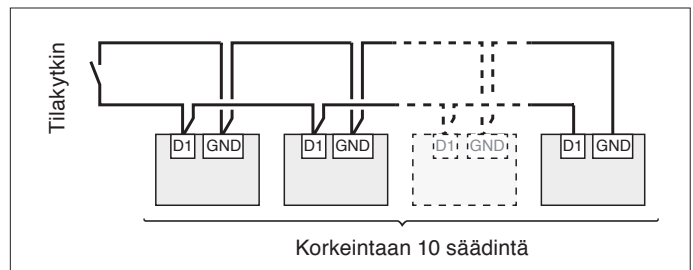 Tilakytkin
D1 GND D1 GND D1 GND D1 GND
Korkeintaan 10 säädintä